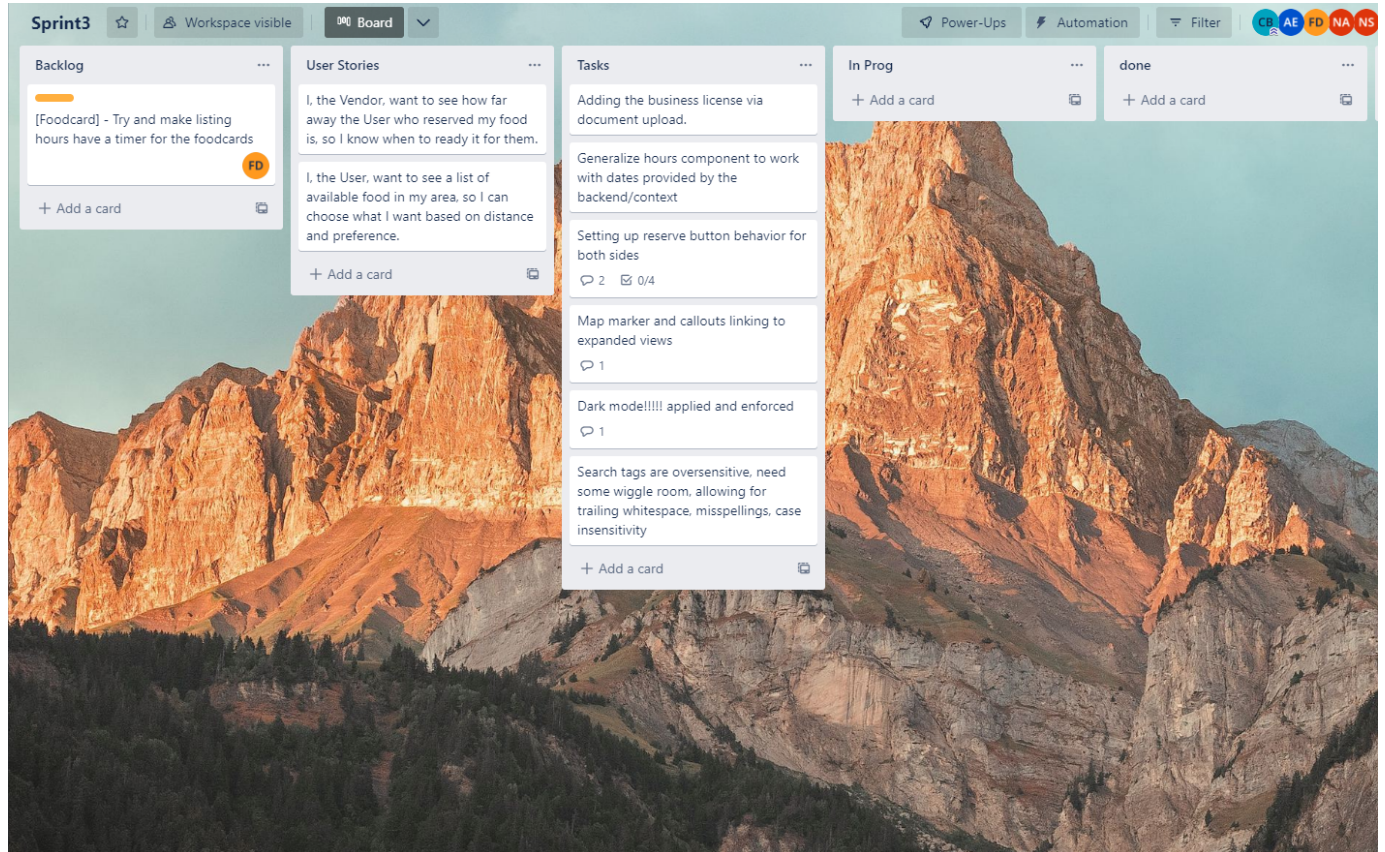 Sprint3
Workspace visible
Board
Power-Ups
Automation
Filter
CB
AE
FD
NA
NS
Backlog
[Foodcard] - Try and make listing
hours have a timer for the foodcards
FD
+ Add a card
User Stories
I, the Vendor, want to see how far
away the User who reserved my food
is, so I know when to ready it for them.
I, the User, want to see a list of
available food in my area, so I can
choose what I want based on distance
and preference.
+ Add a card
Tasks
Adding the business license via
document upload.
Generalize hours component to work
with dates provided by the
backend/context
Setting up reserve button behavior for
both sides
2 0/4
Map marker and callouts linking to
expanded views
1
Dark mode!!!!! applied and enforced
1
Search tags are oversensitive, need
some wiggle room, allowing for
trailing whitespace, misspellings, case
insensitivity
+ Add a card
In Prog
+ Add a card
done
+ Add a card